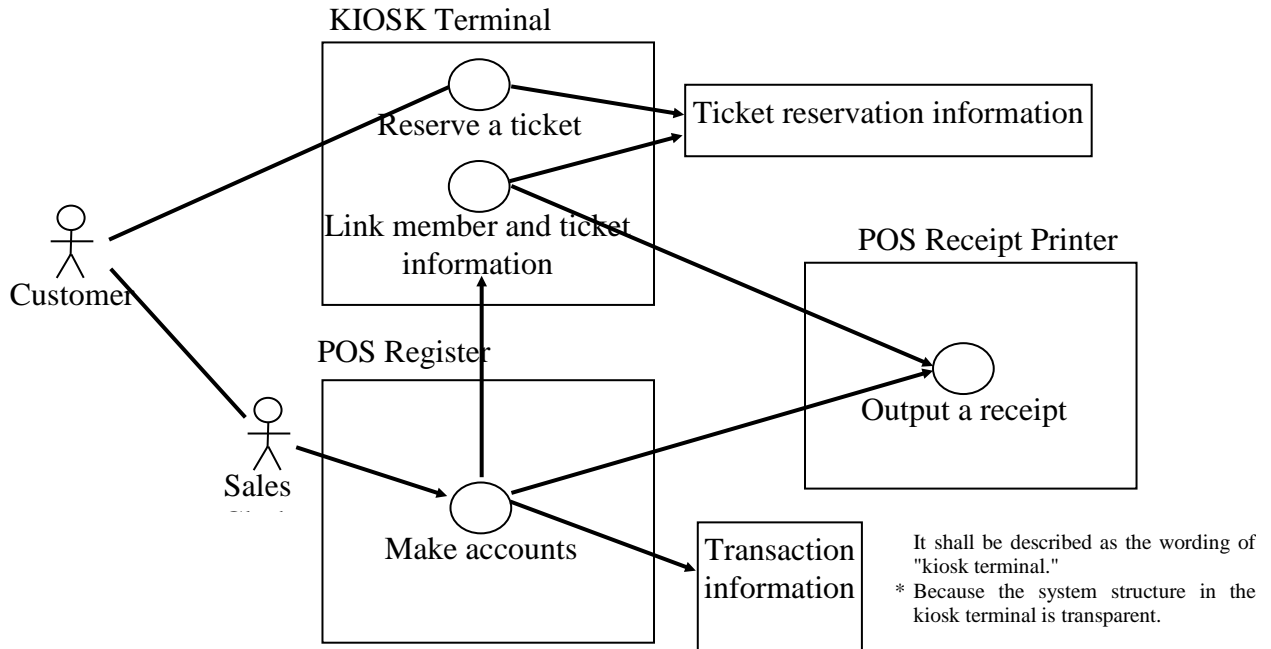 KIOSK Terminal
Reserve a ticket
Ticket reservation information
Link member and ticket
information
POS Receipt Printer
Customer
POS Register
Output a receipt
Sales
Make accounts
Transaction
information
It shall be described as the wording of
"kiosk terminal."
* Because the system structure in the
kiosk terminal is transparent.